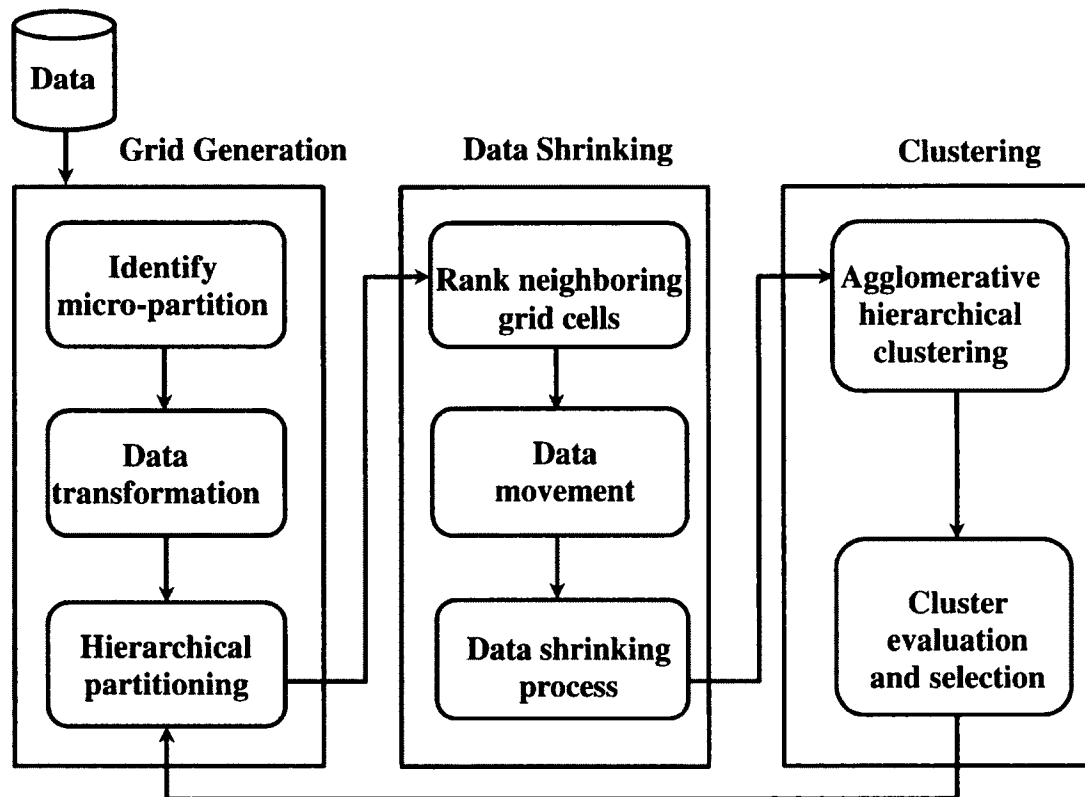 Data
Grid Generation
Identify
micro-partition
Data
transformation
Hierarchical
partitioning
Data Shrinking
Rank neighboring
grid cells
Data
movement
Data shrinking
process
Clustering
Agglomerative
hierarchical
clustering
Cluster
evaluation
and selection